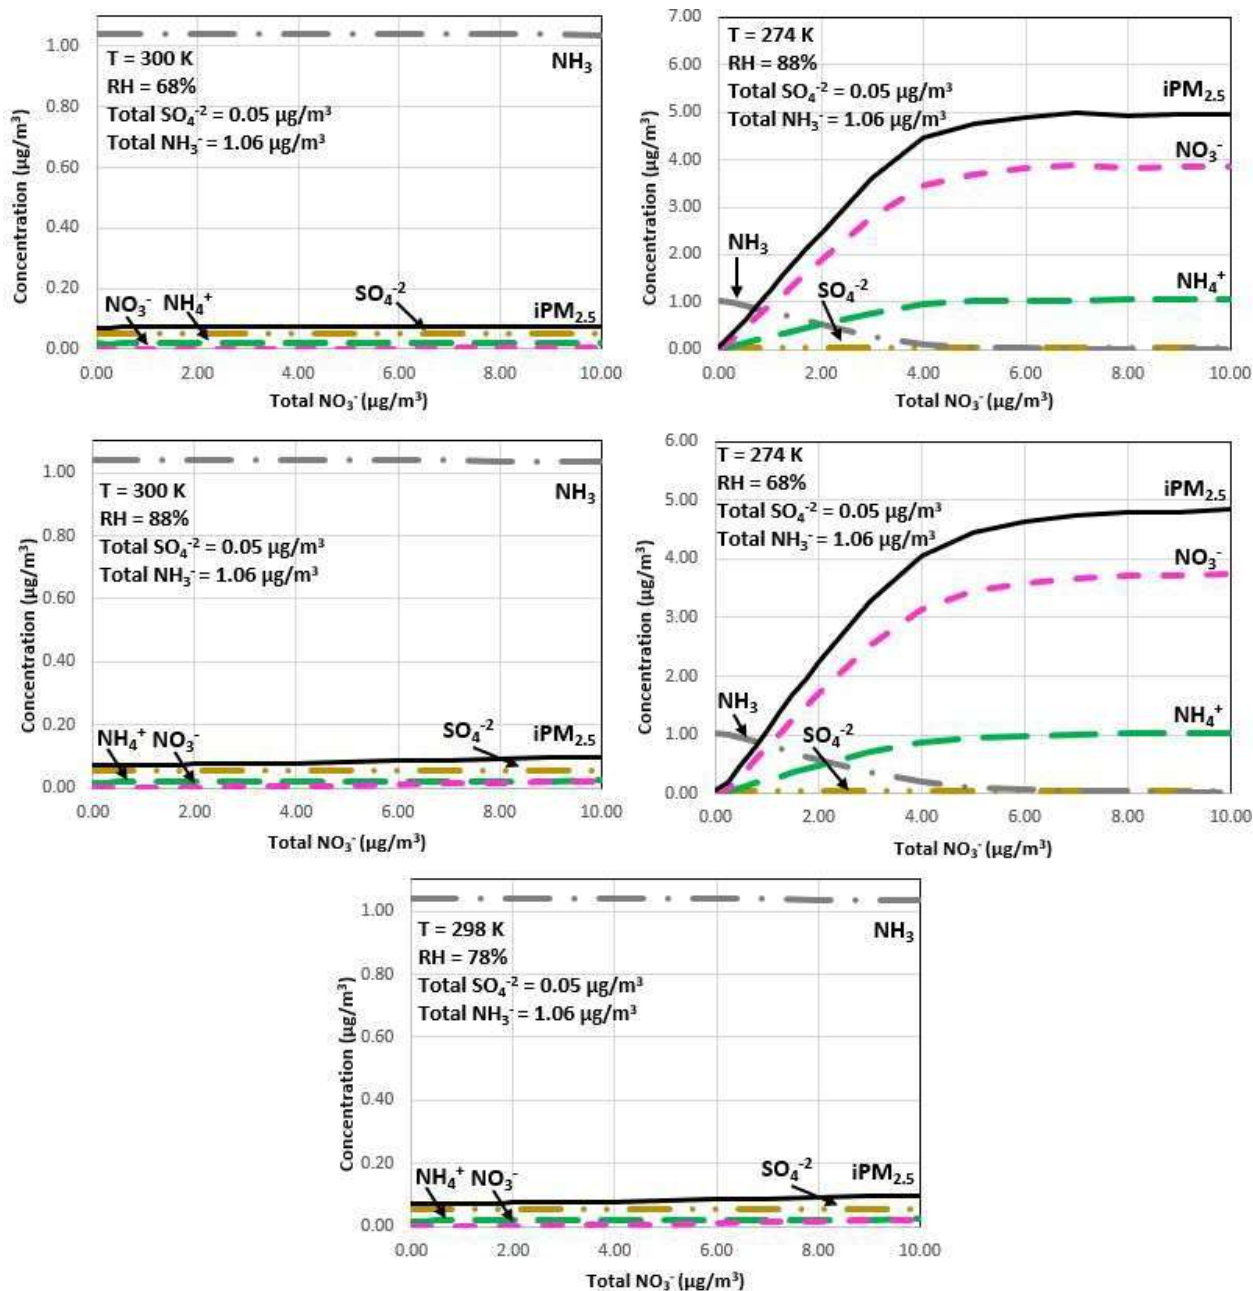 Concentration (µg/m³)
1.00
0.80
0.60
0.40
0.20
0.00
T = 300 K
RH = 68%
Total SO₄⁻² = 0.05 µg/m³
Total NH₃⁻ = 1.06 µg/m³
NH₃
NO₃⁻
NH₄⁺
SO₄⁻²
iPM₂.₅
0.00 2.00 4.00 6.00 8.00 10.00
Total NO₃⁻ (µg/m³)
Concentration (µg/m³)
7.00
6.00
5.00
4.00
3.00
2.00
1.00
0.00
T = 274 K
RH = 88%
Total SO₄⁻² = 0.05 µg/m³
Total NH₃⁻ = 1.06 µg/m³
iPM₂.₅
NO₃⁻
NH₃
SO₄⁻²
NH₄⁺
0.00 2.00 4.00 6.00 8.00 10.00
Total NO₃⁻ (µg/m³)
Concentration (µg/m³)
1.00
0.80
0.60
0.40
0.20
0.00
NH₃
T = 300 K
RH = 88%
Total SO₄⁻² = 0.05 µg/m³
Total NH₃⁻ = 1.06 µg/m³
NH₄⁺
NO₃⁻
SO₄⁻²
iPM₂.₅
0.00 2.00 4.00 6.00 8.00 10.00
Total NO₃⁻ (µg/m³)
Concentration (µg/m³)
6.00
5.00
4.00
3.00
2.00
1.00
0.00
T = 274 K
RH = 68%
Total SO₄⁻² = 0.05 µg/m³
Total NH₃⁻ = 1.06 µg/m³
iPM₂.₅
NO₃⁻
NH₃
SO₄⁻²
NH₄⁺
0.00 2.00 4.00 6.00 8.00 10.00
Total NO₃⁻ (µg/m³)
Concentration (µg/m³)
1.00
0.80
0.60
0.40
0.20
0.00
T = 298 K
RH = 78%
Total SO₄⁻² = 0.05 µg/m³
Total NH₃⁻ = 1.06 µg/m³
NH₃
NH₄⁺
NO₃⁻
SO₄⁻²
iPM₂.₅
0.00 2.00 4.00 6.00 8.00 10.00
Total NO₃⁻ (µg/m³)